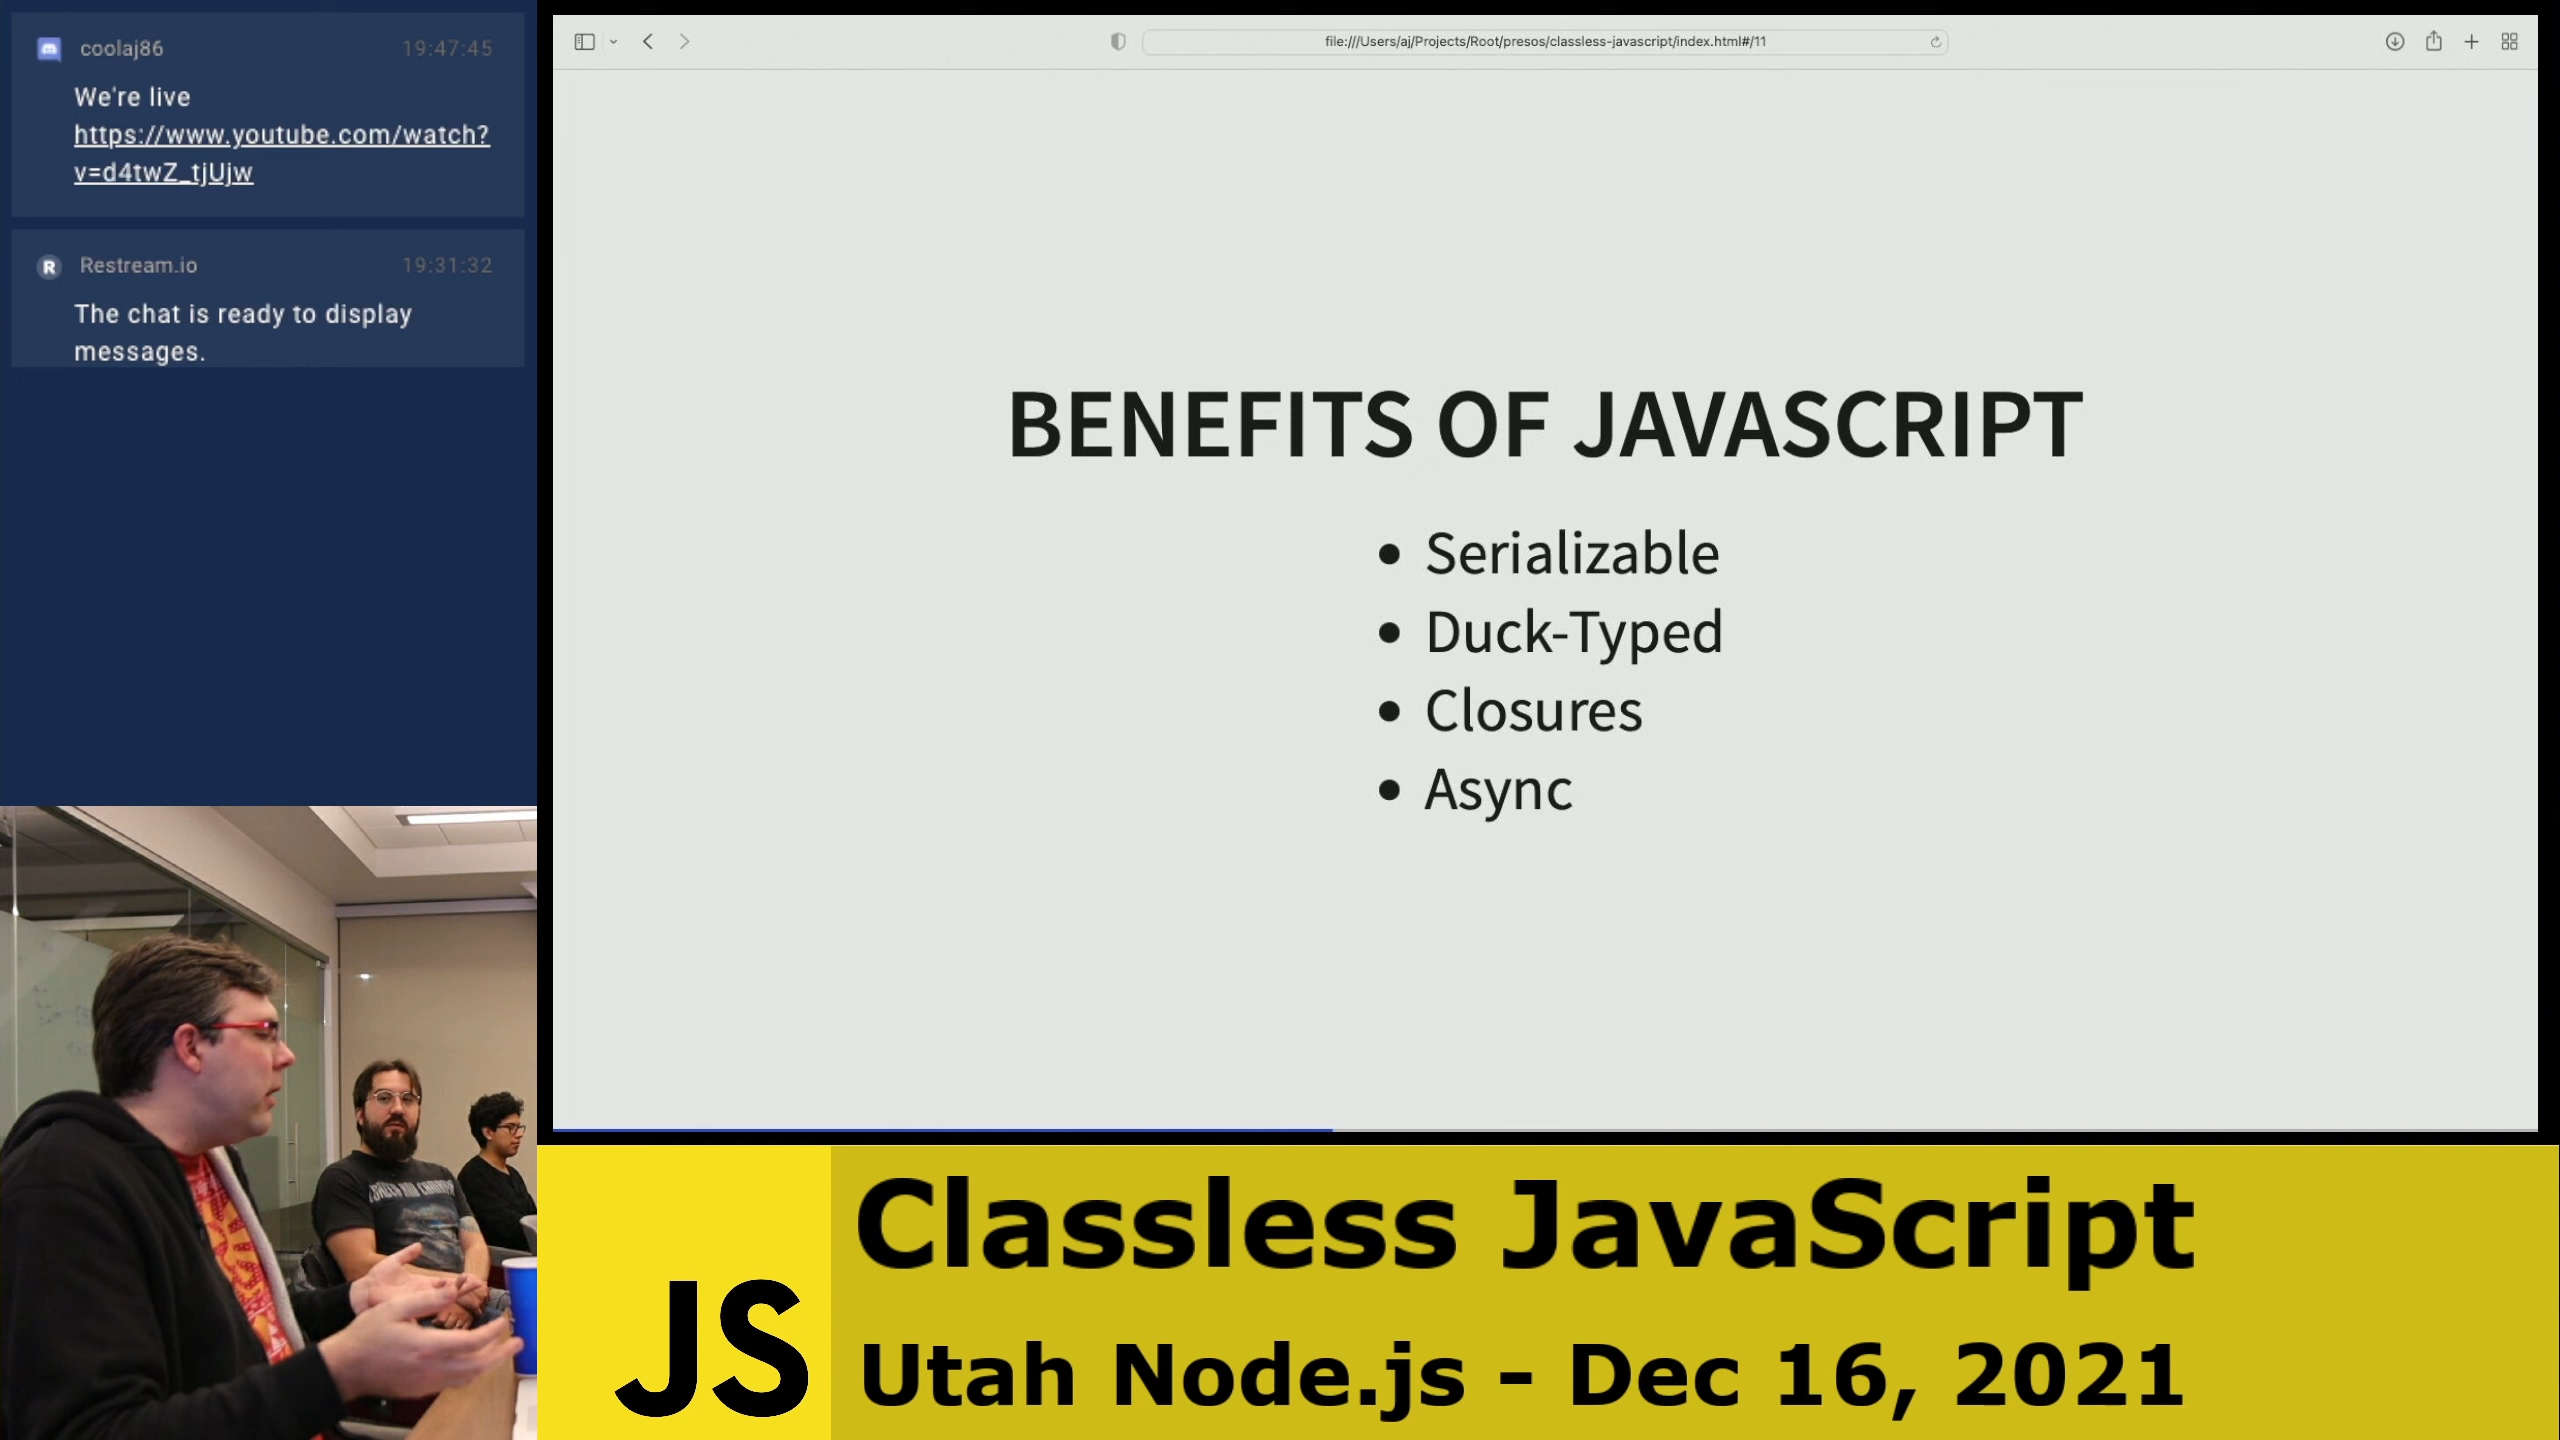 coolaj86 19:47:45
We're live
https://www.youtube.com/watch?
v=d4twZ_tjUjw
R Restream.io 19:31:32
The chat is ready to display
messages.
file:///Users/aj/Projects/Root/presos/classless-javascript/index.html#/11
BENEFITS OF JAVASCRIPT
• Serializable
• Duck-Typed
• Closures
• Async
JS
Classless JavaScript
Utah Node.js - Dec 16, 2021